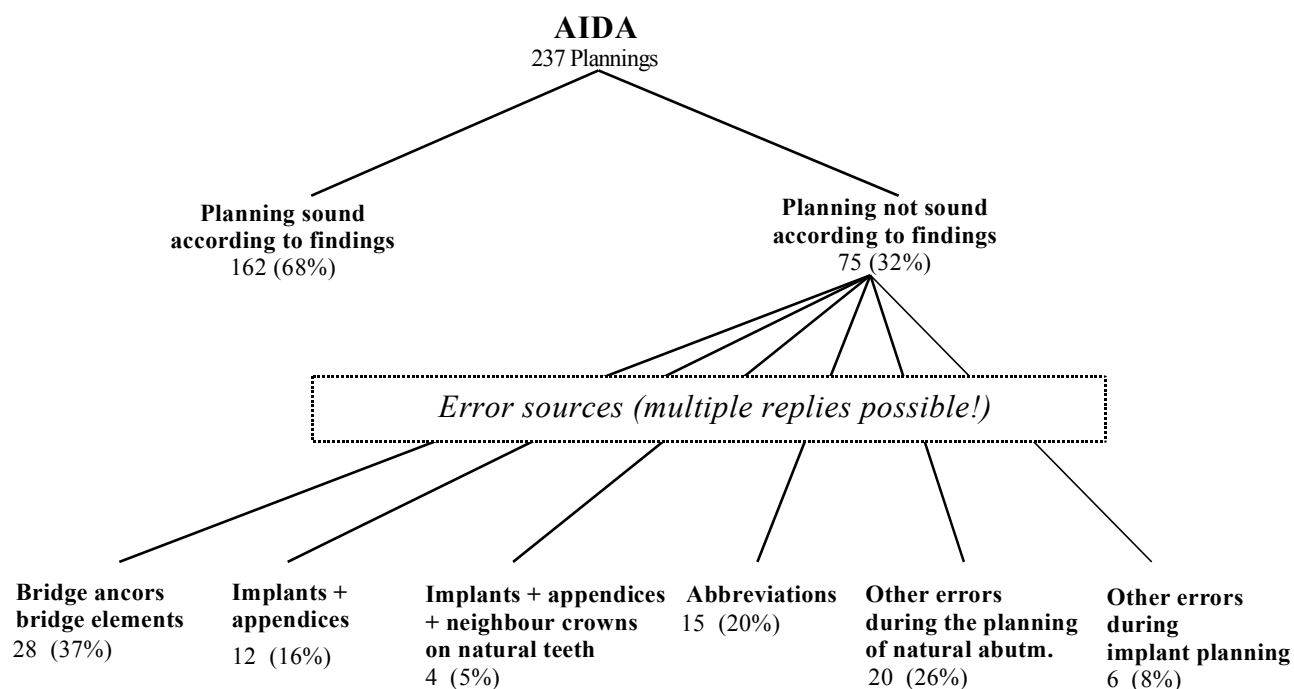 AIDA
237 Plannings
Planning sound
according to findings
162 (68%)
Planning not sound
according to findings
75 (32%)
Error sources (multiple replies possible!)
Bridge ancors
bridge elements
28 (37%)
Implants +
appendices
12 (16%)
Implants + appendices
+ neighbour crowns
on natural teeth
4 (5%)
Abbreviations
15 (20%)
Other errors
during the planning
of natural abutm.
20 (26%)
Other errors
during
implant planning
6 (8%)